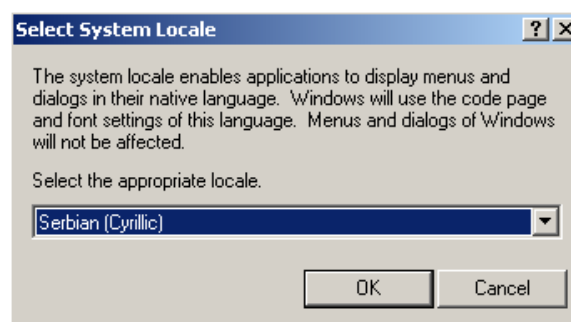 Select System Locale
The system locale enables applications to display menus and
dialogs in their native language. Windows will use the code page
and font settings of this language. Menus and dialogs of Windows
will not be affected.
Select the appropriate locale.
Serbian (Cyrillic)
OK Cancel